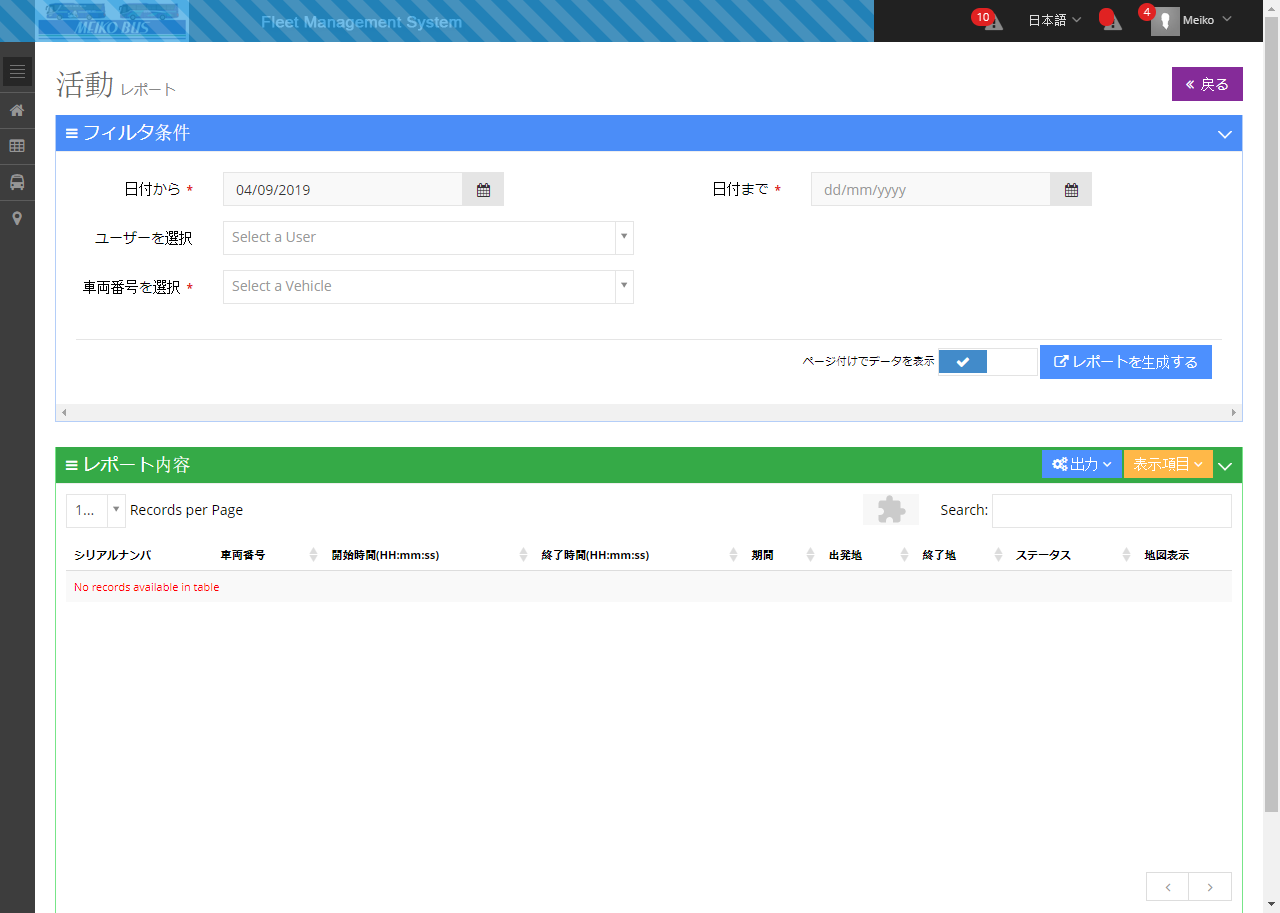 MEIKO BUS
Fleet Management System
10
日本語
4
Meiko
活動 レポート
戻る
フィルタ条件
日付から *
04/09/2019
日付まで *
dd/mm/yyyy
ユーザーを選択
Select a User
車両番号を選択 *
Select a Vehicle
ページ付けでデータを表示
レポートを生成する
レポート内容
出力
表示項目
1...
Records per Page
Search:
シリアルナンバ 車両番号 開始時間(HH:mm:ss) 終了時間(HH:mm:ss) 期間 出発地 終了地 ステータス 地図表示
No records available in table